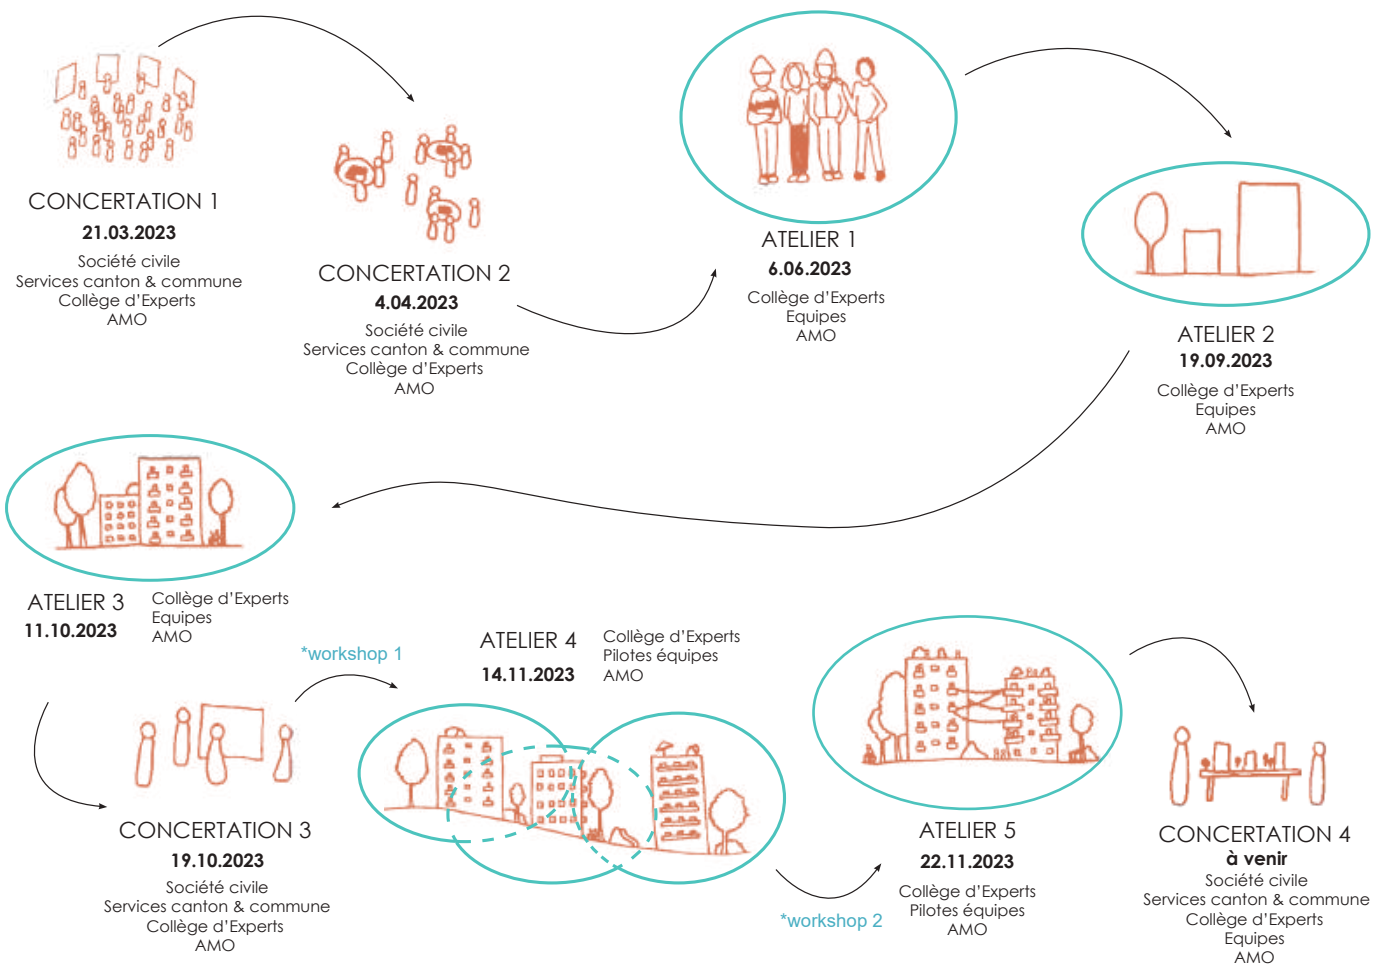 CONCERTATION 1
21.03.2023
Société civile
Services canton & commune
Collège d'Experts
AMO
CONCERTATION 2
4.04.2023
Société civile
Services canton & commune
Collège d'Experts
AMO
ATELIER 1
6.06.2023
Collège d'Experts
Equipes
AMO
ATELIER 2
19.09.2023
Collège d'Experts
Equipes
AMO
ATELIER 3
11.10.2023
Collège d'Experts
Equipes
AMO
CONCERTATION 3
19.10.2023
Société civile
Services canton & commune
Collège d'Experts
AMO
*workshop 1
ATELIER 4
14.11.2023
Collège d'Experts
Pilotes équipes
AMO
*workshop 2
ATELIER 5
22.11.2023
Collège d'Experts
Pilotes équipes
AMO
CONCERTATION 4
à venir
Société civile
Services canton & commune
Collège d'Experts
Equipes
AMO